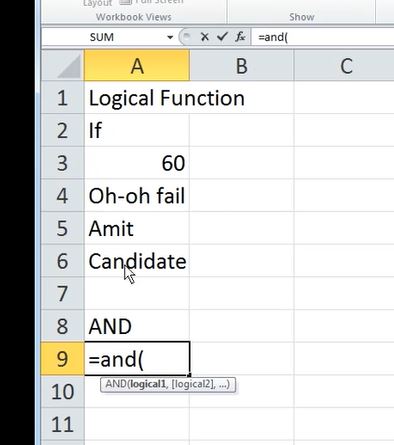 Layout Full Screen
Workbook Views Show
SUM fx =and(
A B C
1 Logical Function
2 If
3 60
4 Oh-oh fail
5 Amit
6 Candidate
7
8 AND
9 =and(
AND(logical1, [logical2], ...)
10
11